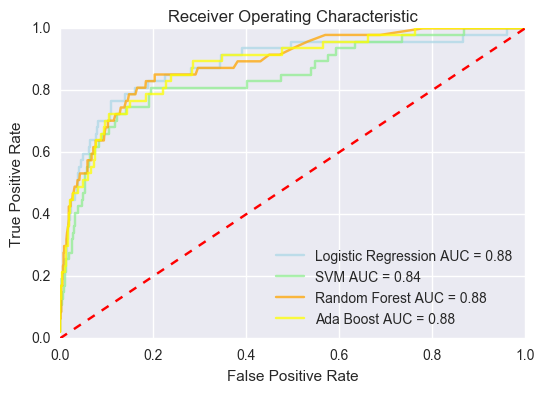 Receiver Operating Characteristic
1.0
0.8
0.6
0.4
0.2
0.0
True Positive Rate
Logistic Regression AUC = 0.88
SVM AUC = 0.84
Random Forest AUC = 0.88
Ada Boost AUC = 0.88
0.0 0.2 0.4 0.6 0.8 1.0
False Positive Rate